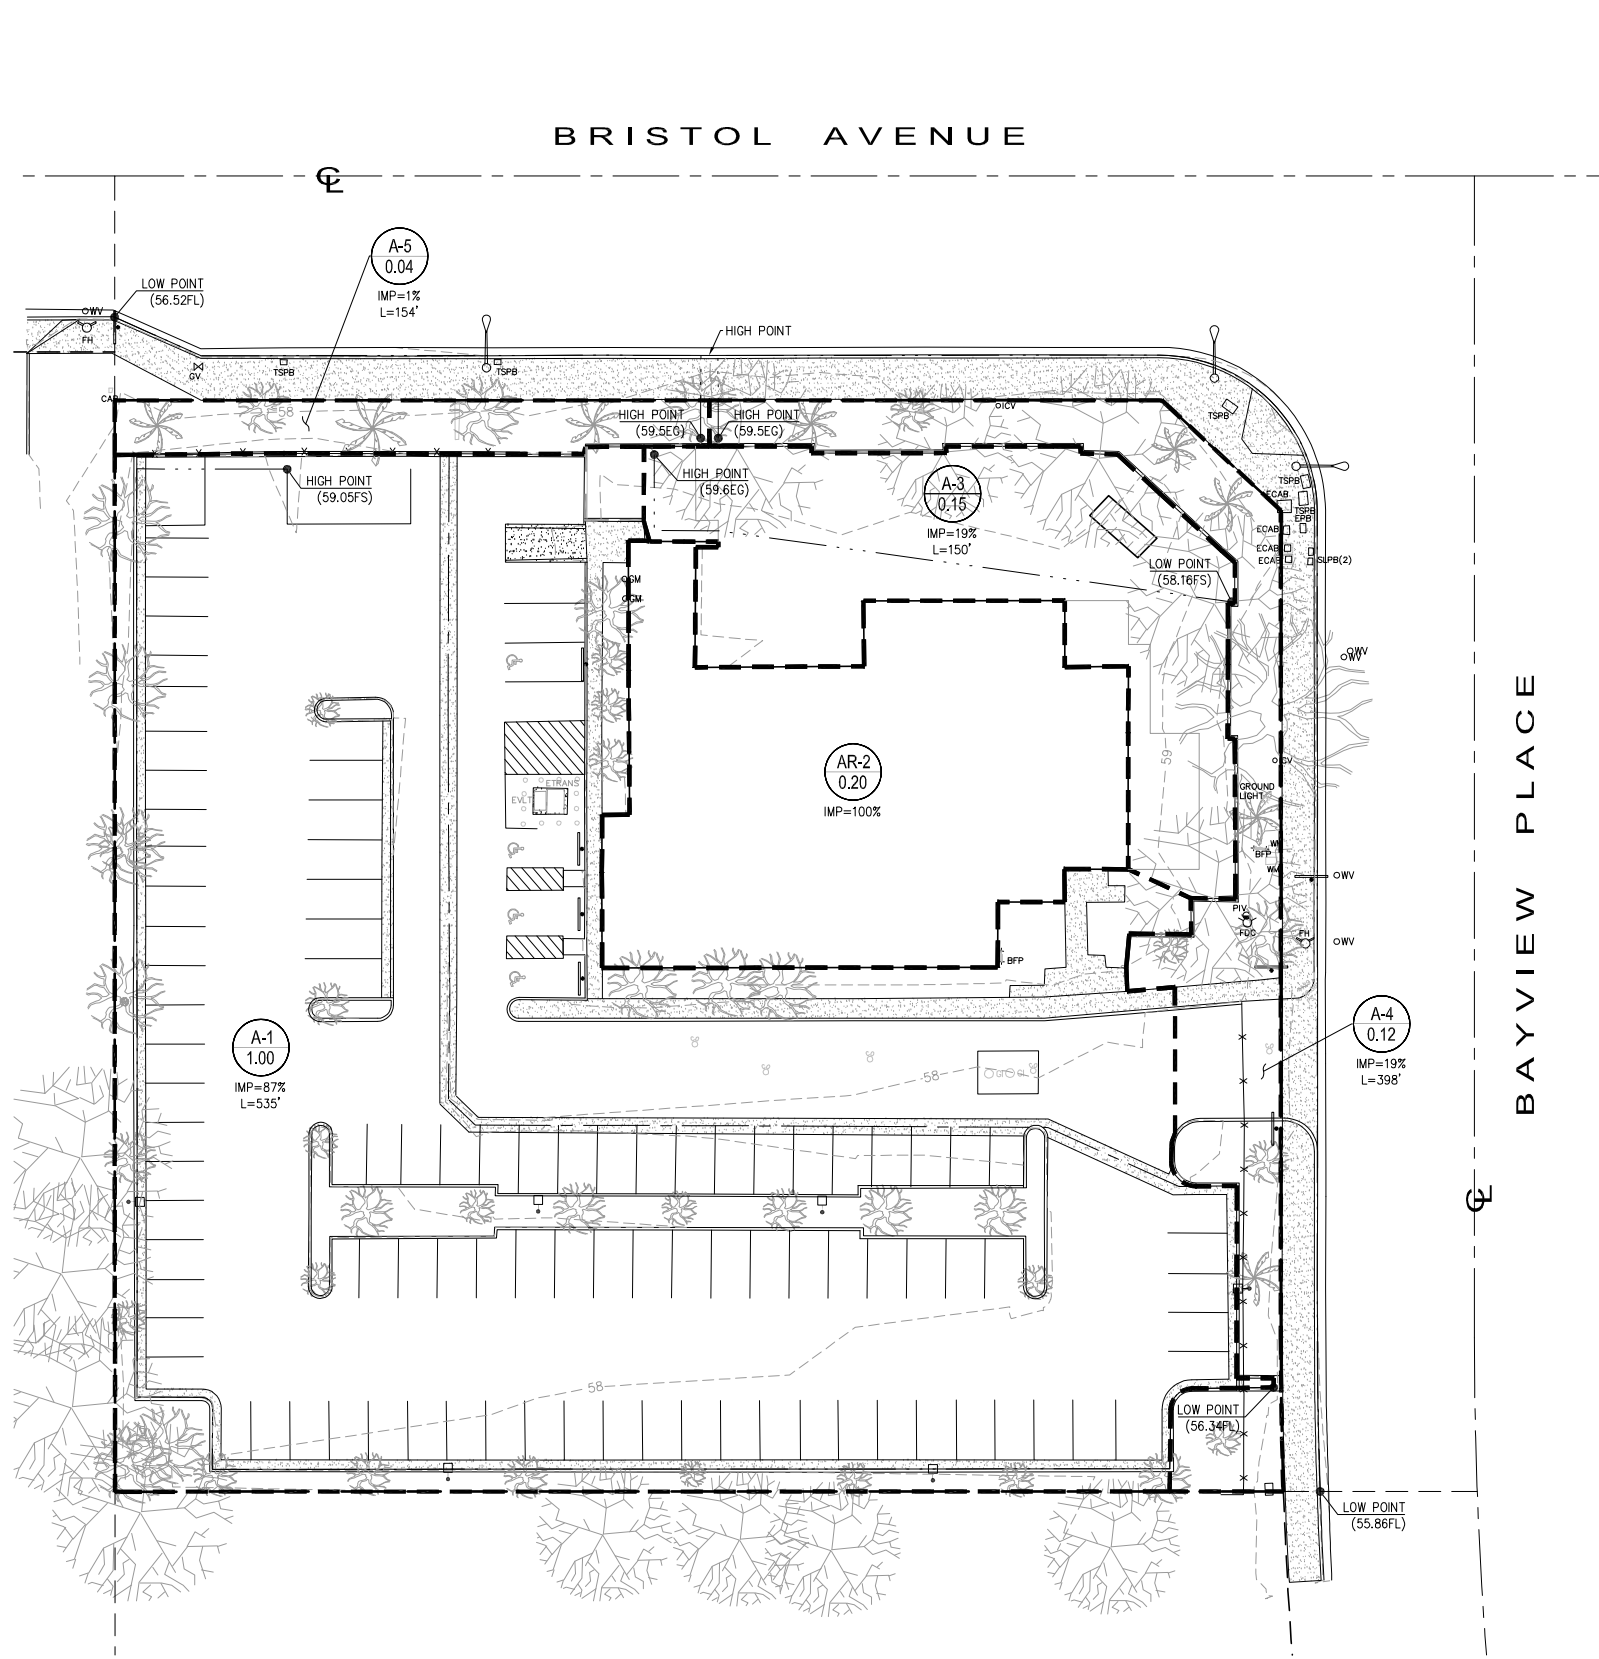 BRISTOL AVENUE
CL
A-5
0.04
IMP=1%
L=154'
LOW POINT
(56.52FL)
WV
FH
HIGH POINT
GV
TSPB
TSPB
58
ICV
TSPB
HIGH POINT
(59.5EG)
HIGH POINT
(59.5EG)
HIGH POINT
(59.6EG)
HIGH POINT
(59.05FS)
A-3
0.15
IMP=19%
L=150'
TSPB
ECAB
TSPB
EPB
ECAB
ECAB
ECAB
SLPB(2)
LOW POINT
(58.16FS)
GM
GM
WV
WV
BAYVIEW PLACE
59
AR-2
0.20
IMP=100%
ETRANS
EVLT
GROUND
LIGHT
BFP
WV
PIV
FDC
FH
WV
BFP
A-1
1.00
IMP=87%
L=535'
A-4
0.12
IMP=19%
L=398'
58
CL
58
LOW POINT
(56.34FL)
LOW POINT
(55.86FL)